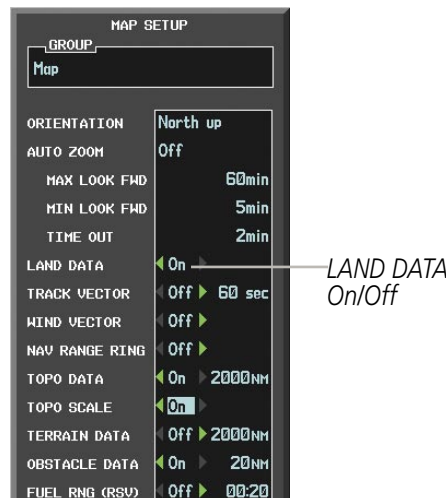 MAP SETUP
GROUP
Map
ORIENTATION North up
AUTO ZOOM Off
MAX LOOK FWD 60min
MIN LOOK FWD 5min
TIME OUT 2min
LAND DATA On
LAND DATA
On/Off
TRACK VECTOR Off 60 sec
WIND VECTOR Off
NAV RANGE RING Off
TOPO DATA On 2000NM
TOPO SCALE On
TERRAIN DATA Off 2000NM
OBSTACLE DATA On 20NM
FUEL RNG (RSV) Off 00:20